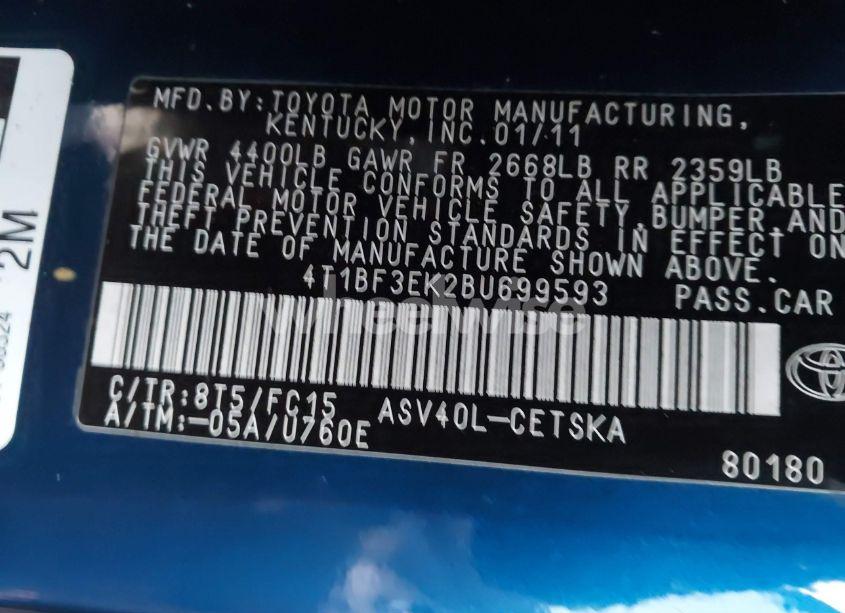 MFD.BY:TOYOTA MOTOR MANUFACTURING,
KENTUCKY, INC.01/11
GVWR 4400LB GAWR FR 2668LB RR 2359LB
THIS VEHICLE CONFORMS TO ALL APPLICABLE
FEDERAL MOTOR VEHICLE SAFETY,BUMPER,AND
THEFT PREVENTION STANDARDS IN EFFECT ON
THE DATE OF MANUFACTURE SHOWN ABOVE.
4T1BF3EK2BU699593 PASS.CAR
wheelwise
C/TR:8T5/FC15 ASV40L-CETSKA
A/TM:-05A/U760E
80180
2M